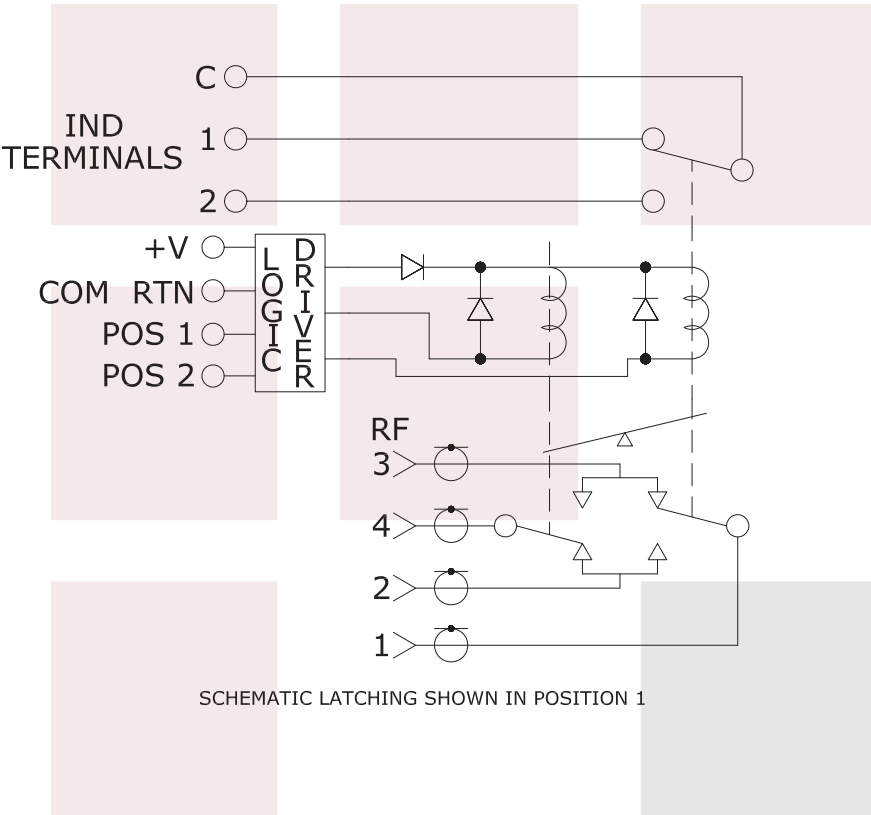 C
IND
TERMINALS
1
2
+V
COM RTN
POS 1
POS 2
LOGIC
DRIVER
RF
3
4
2
1
SCHEMATIC LATCHING SHOWN IN POSITION 1